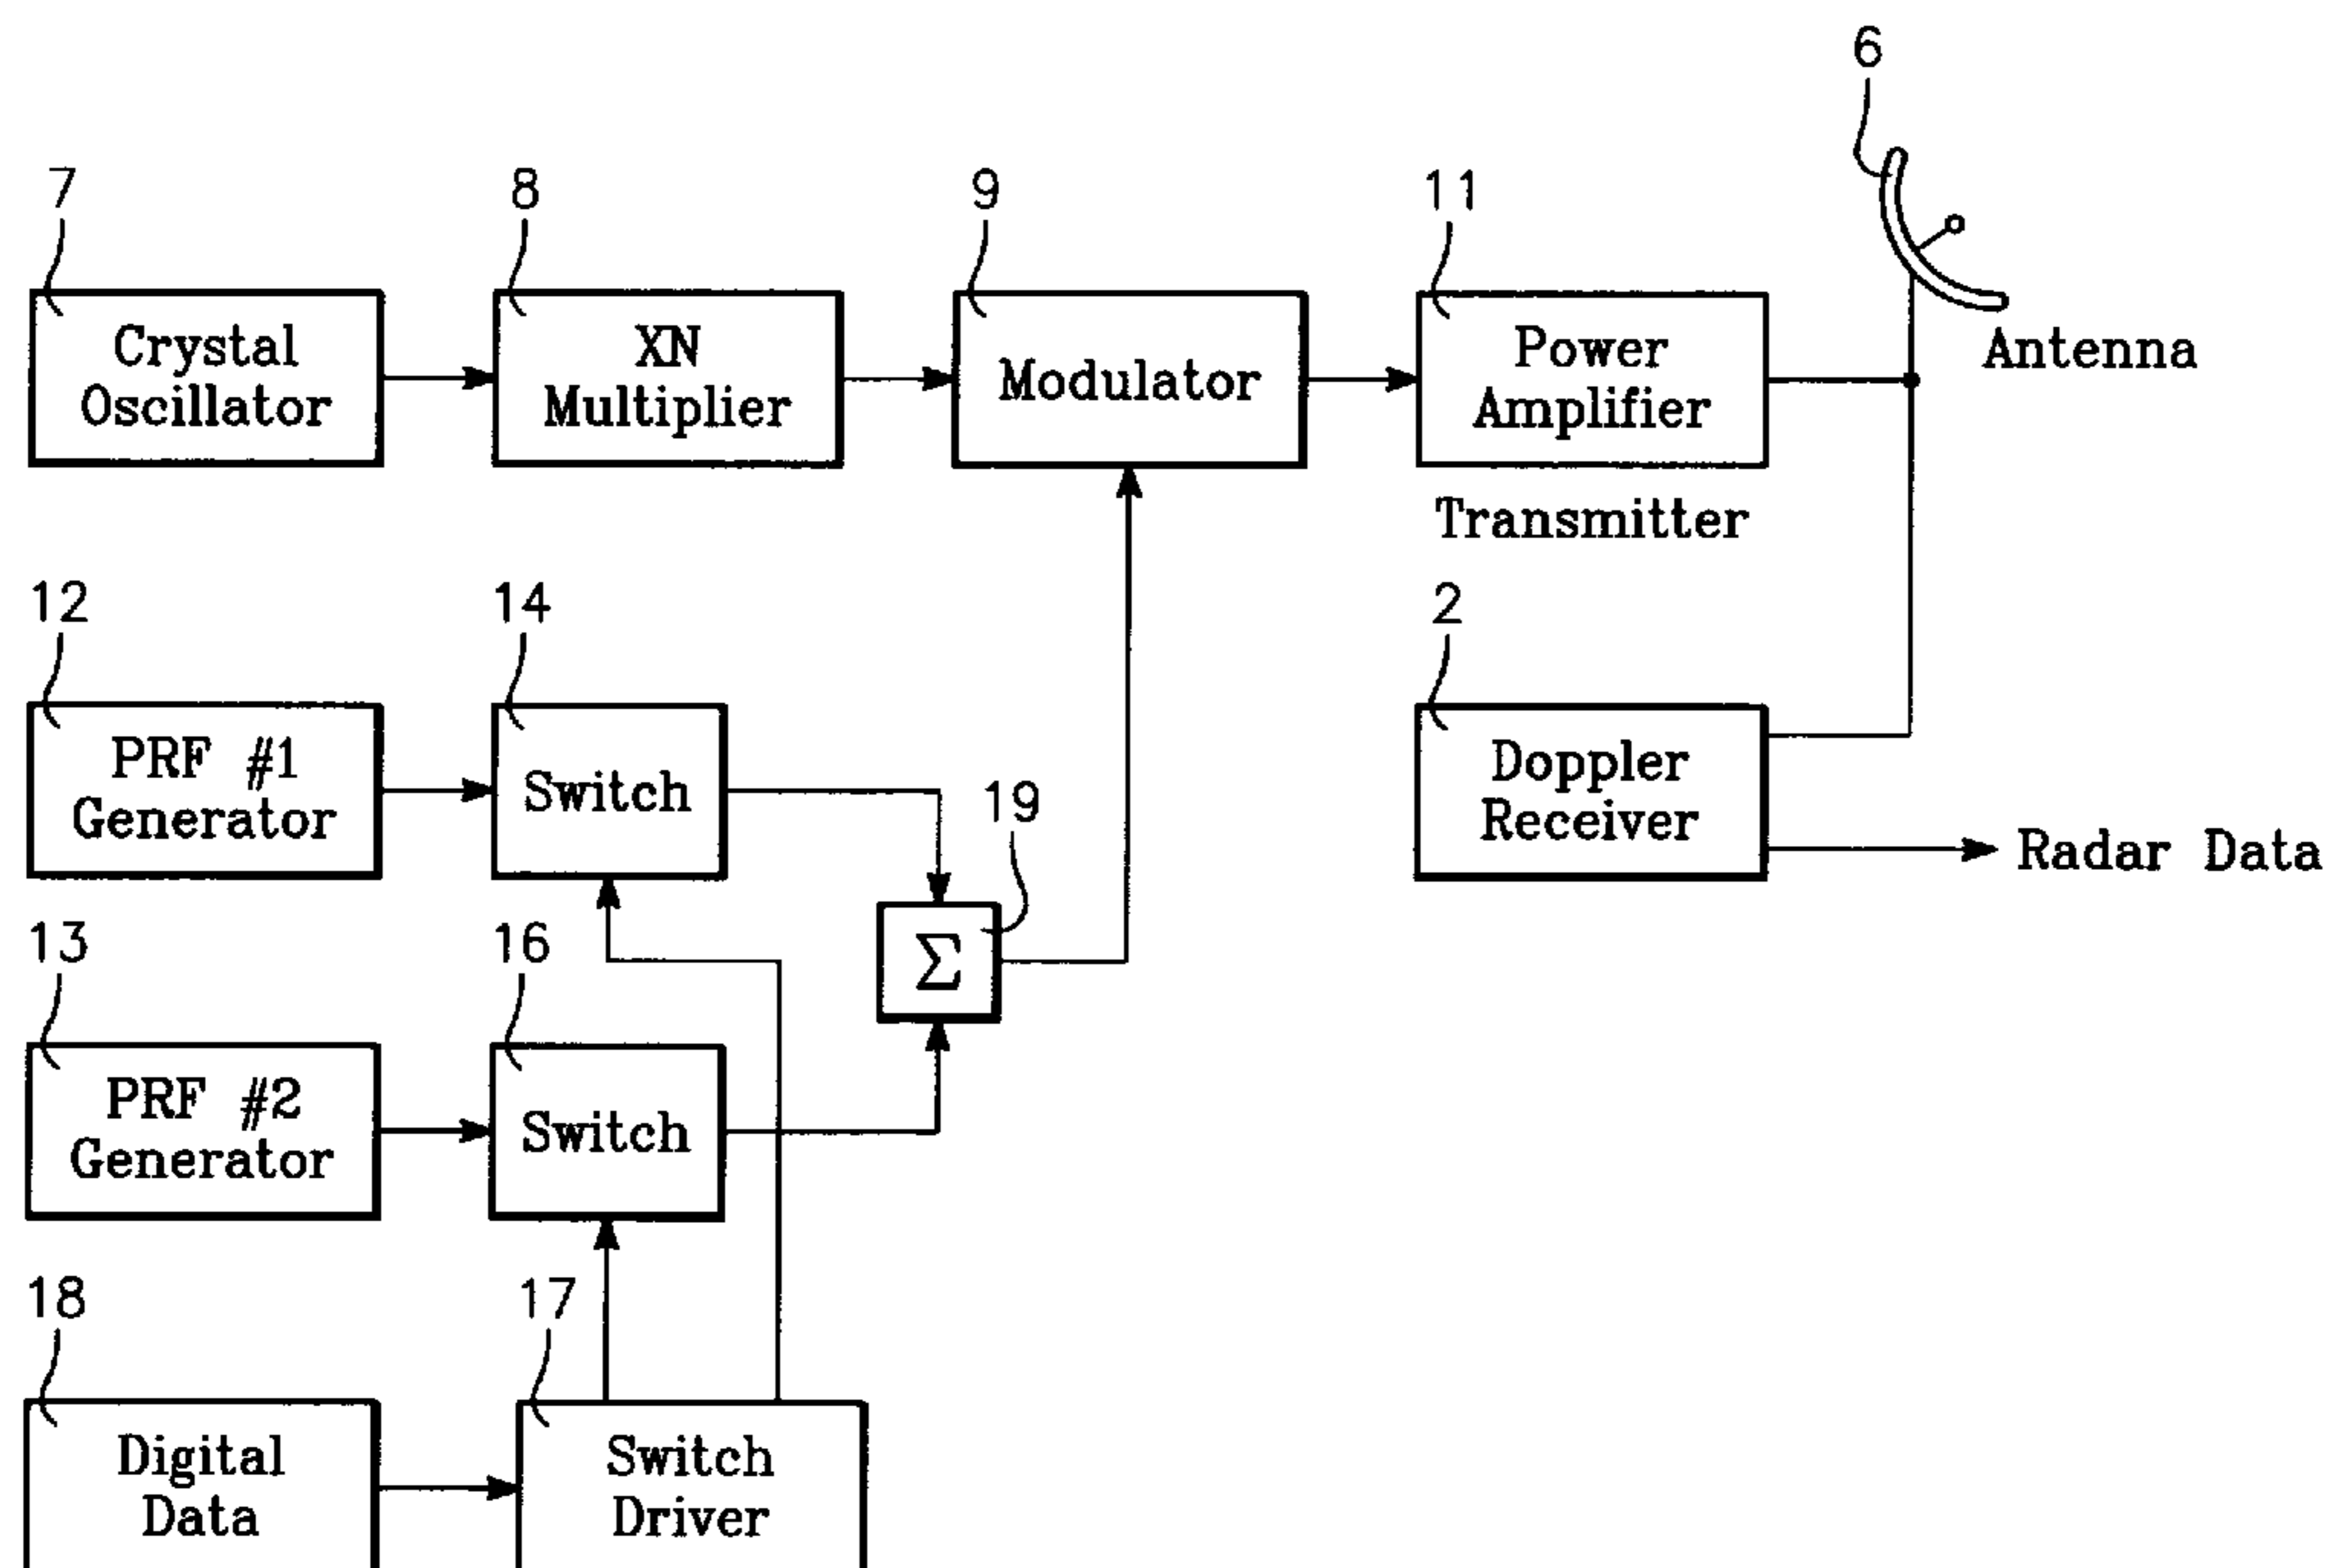 6
7
8
9
11
Crystal
Oscillator
XN
Multiplier
Modulator
Power
Amplifier
Antenna
Transmitter
12
14
2
PRF #1
Generator
Switch
19
Doppler
Receiver
Radar Data
13
16
Σ
PRF #2
Generator
Switch
18
17
Digital
Data
Switch
Driver